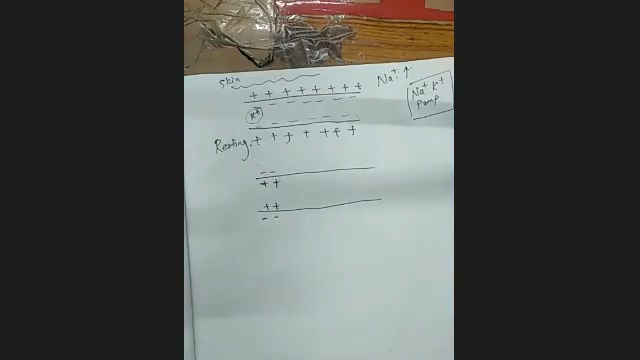 Skin
Na+: ↑
+ + + + + + + +
Na+ K+
Pump
- - - - - - -
K+
- - - - - -
Resting + + + + + + +
- -
+ +
+ +
- -